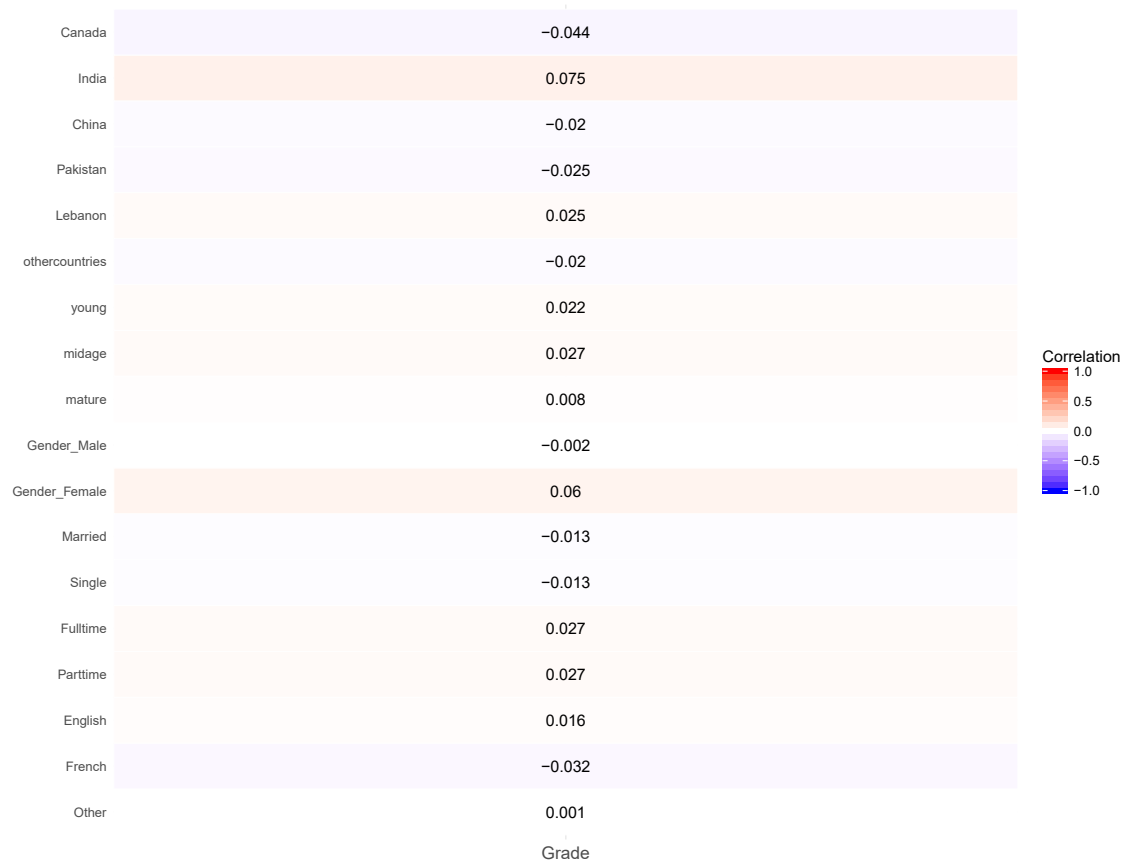 Canada −0.044
India 0.075
China −0.02
Pakistan −0.025
Lebanon 0.025
othercountries −0.02
young 0.022
midage 0.027
mature 0.008
Gender_Male −0.002
Gender_Female 0.06
Married −0.013
Single −0.013
Fulltime 0.027
Parttime 0.027
English 0.016
French −0.032
Other 0.001
Grade
Correlation
1.0
0.5
0.0
−0.5
−1.0